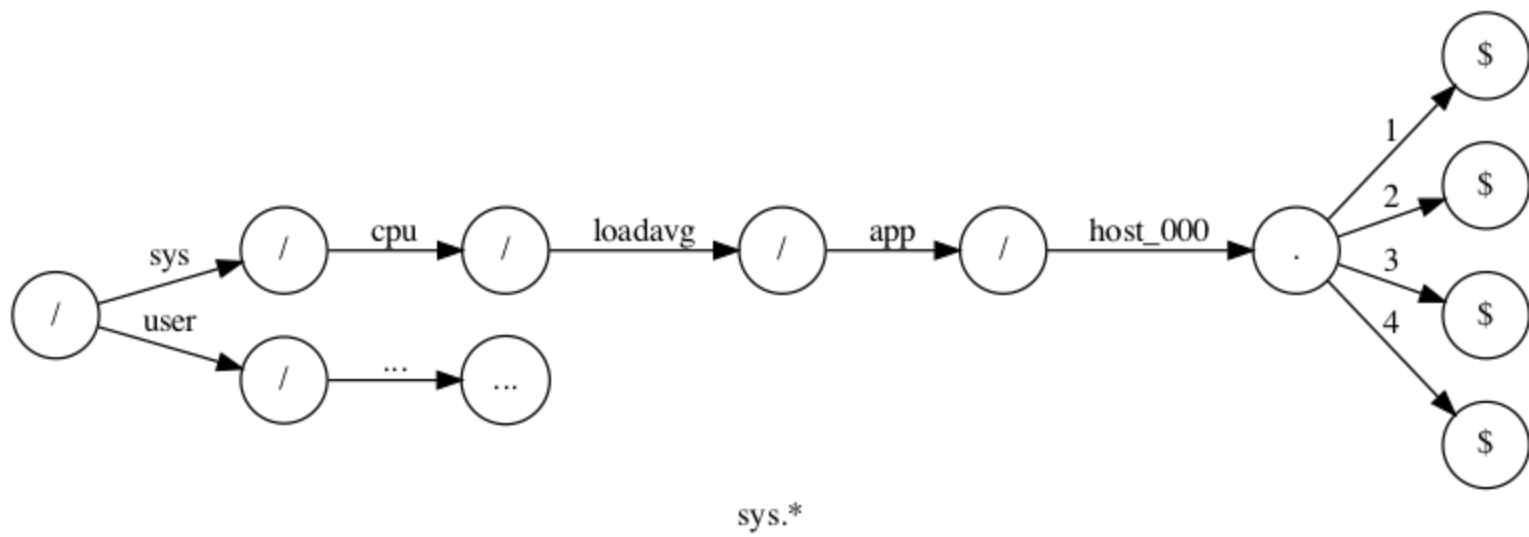 $
1
2
$
sys
/
cpu
/
loadavg
/
app
/
host_000
.
/
3
$
user
/
...
...
4
$
sys.*